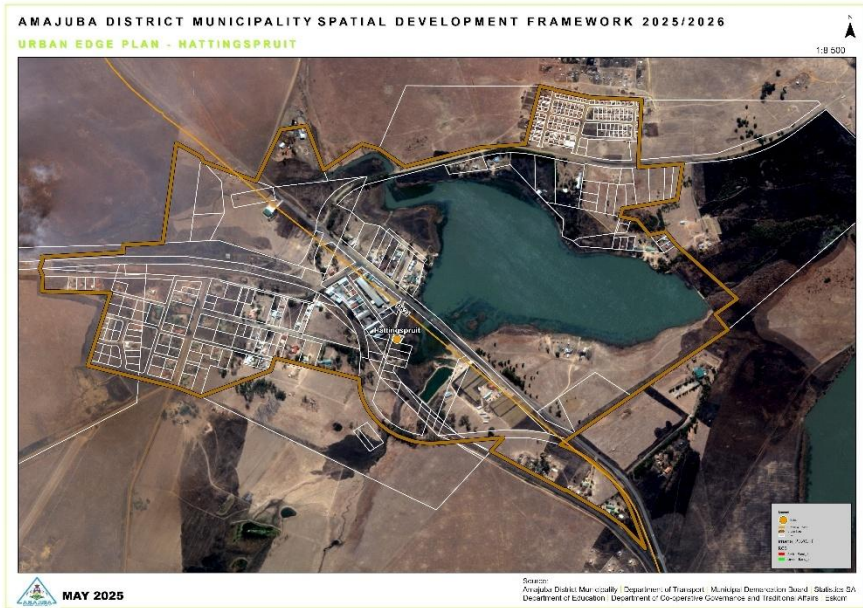 AMAJUBA DISTRICT MUNICIPALITY SPATIAL DEVELOPMENT FRAMEWORK 2025/2026
URBAN EDGE PLAN - HATTINGSPRUIT
N
1:8 500
Hattingspruit
MAY 2025
Source:
Amajuba District Municipality | Department of Transport | Municipal Demarcation Board | Statistics SA
Department of Education | Department of Co-operative Governance and Traditional Affairs | Eskom